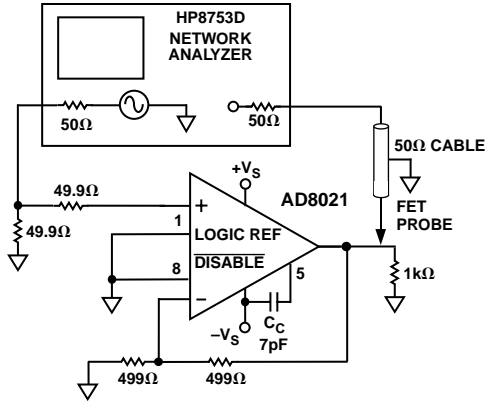 HP8753D
NETWORK
ANALYZER
50Ω
50Ω
50Ω CABLE
+VS
AD8021
49.9Ω
FET
PROBE
49.9Ω
+
1
LOGIC REF
8
DISABLE
5
1kΩ
–
CC
7pF
–VS
499Ω
499Ω